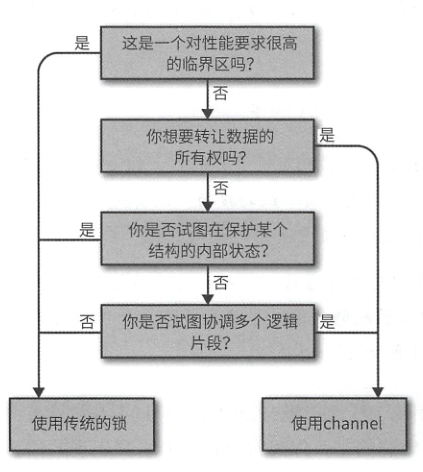 是
这是一个对性能要求很高
的临界区吗？
否
你想要转让数据的
所有权吗？
是
否
是
你是否试图在保护某个
结构的内部状态？
否
否
你是否试图协调多个逻辑
片段？
是
使用传统的锁
使用channel